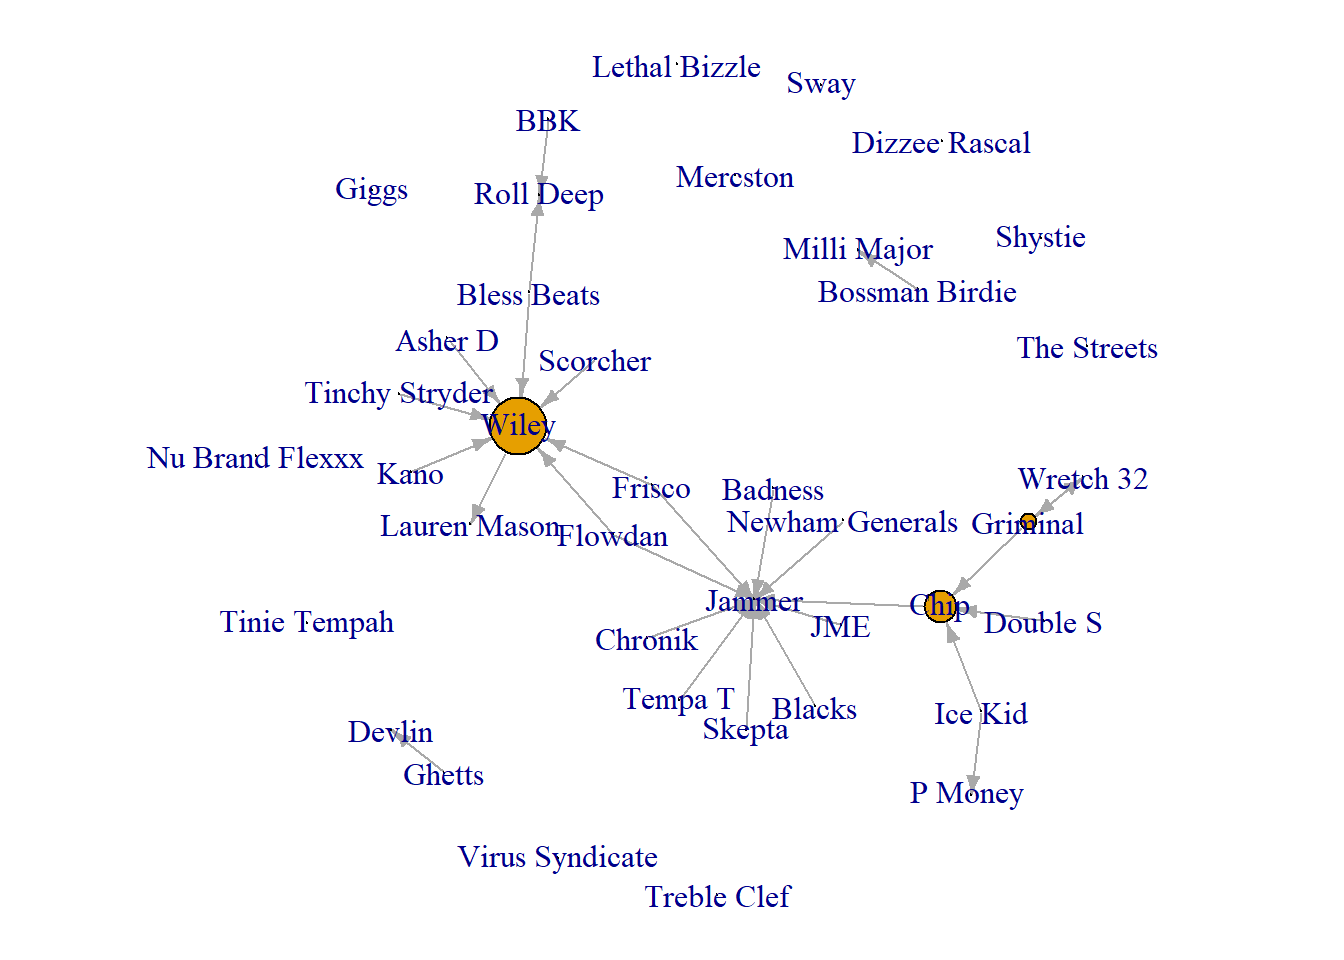 Lethal Bizzle
Sway
BBK
Dizzee Rascal
Mercston
Giggs
Roll Deep
Shystie
Milli Major
Bossman Birdie
Bless Beats
Asher D
The Streets
Scorcher
Tinchy Stryder
Wiley
Nu Brand Flexxx
Kano
Wretch 32
Frisco
Badness
Lauren Mason
Newham Generals
Griminal
Flowdan
Jammer
Chip
Tinie Tempah
JME
Double S
Chronik
Tempa T
Blacks
Ice Kid
Skepta
Devlin
Ghetts
P Money
Virus Syndicate
Treble Clef